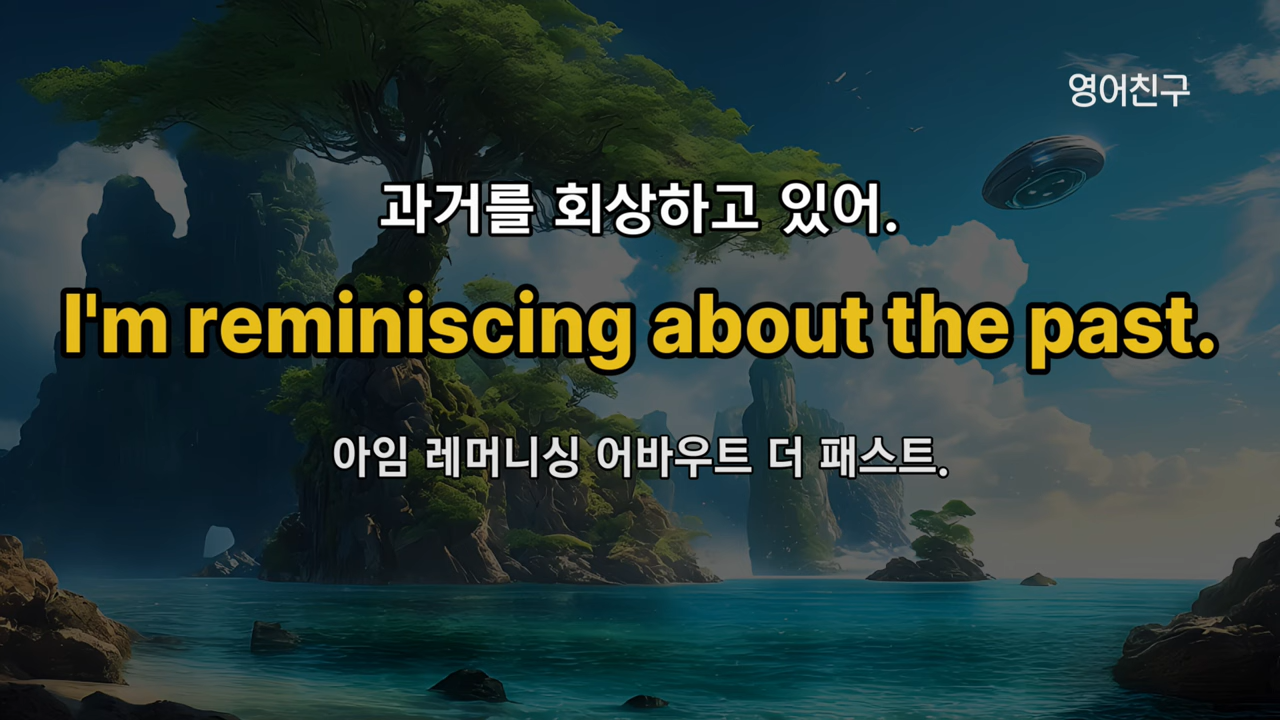 영어친구
과거를 회상하고 있어.
I'm reminiscing about the past.
아임 레머니싱 어바우트 더 패스트.